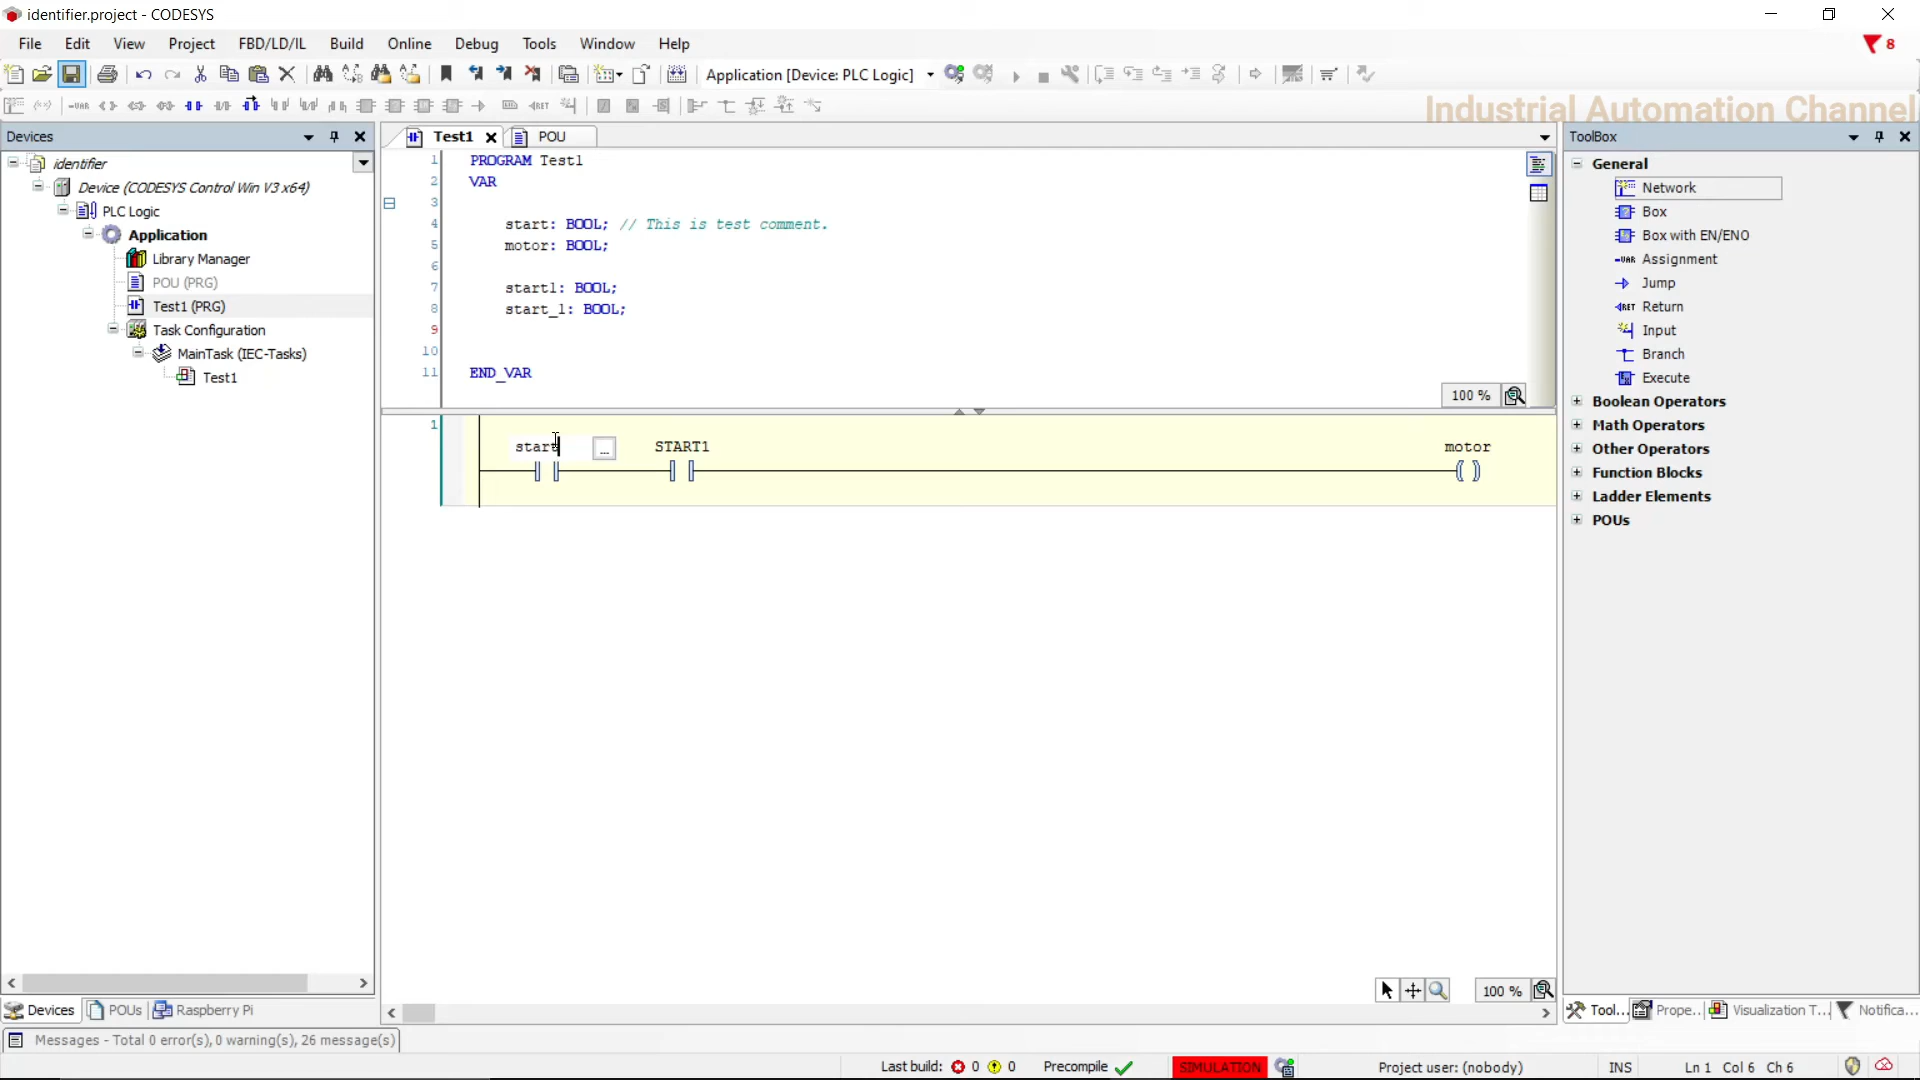 identifier.project - CODESYS
File Edit View Project FBD/LD/IL Build Online Debug Tools Window Help
8
Application [Device: PLC Logic]
Industrial Automation Channel
Devices
identifier
Device (CODESYS Control Win V3 x64)
PLC Logic
Application
Library Manager
POU (PRG)
Test1 (PRG)
Task Configuration
MainTask (IEC-Tasks)
Test1
Test1 POU
1 PROGRAM Test1
2 VAR
3
4 start: BOOL; // This is test comment.
5 motor: BOOL;
6
7 start1: BOOL;
8 start_1: BOOL;
9
10
11 END_VAR
100 %
1
start ... START1 motor
100 %
ToolBox
General
Network
Box
Box with EN/ENO
Assignment
Jump
Return
Input
Branch
Execute
Boolean Operators
Math Operators
Other Operators
Function Blocks
Ladder Elements
POUs
Devices POUs Raspberry Pi
Tool... Prope... Visualization T... Notifica...
Messages - Total 0 error(s), 0 warning(s), 26 message(s)
Last build: 0 0 Precompile SIMULATION Project user: (nobody) INS Ln 1 Col 6 Ch 6